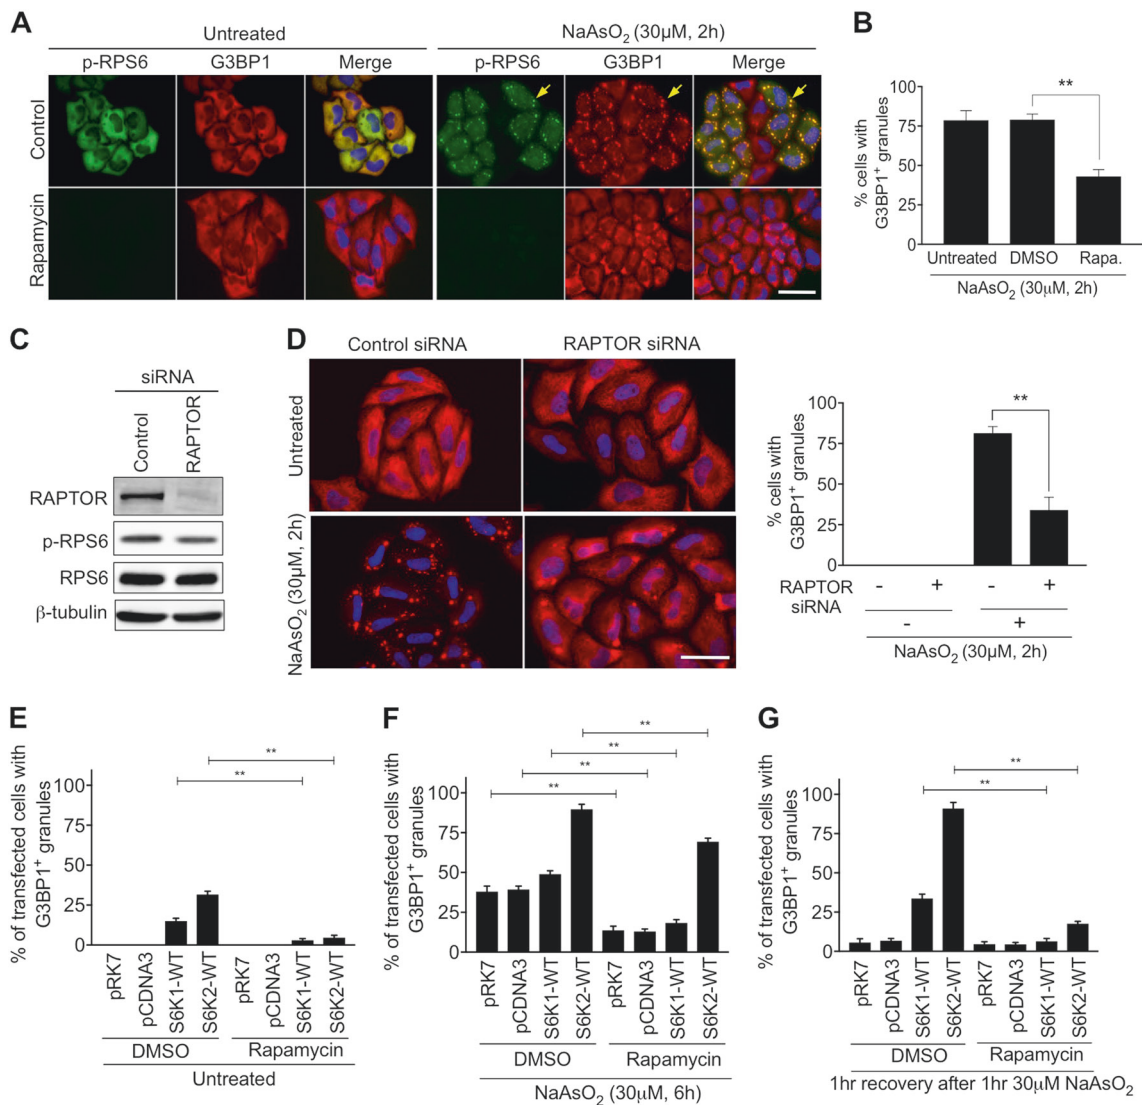 A
Untreated
NaAsO2 (30µM, 2h)
p-RPS6
G3BP1
Merge
p-RPS6
G3BP1
Merge
Control
Rapamycin
B
**
100
75
50
25
0
% cells with
G3BP1+ granules
Untreated
DMSO
Rapa.
NaAsO2 (30µM, 2h)
C
siRNA
Control
RAPTOR
RAPTOR
p-RPS6
RPS6
β-tubulin
D
Control siRNA
RAPTOR siRNA
Untreated
NaAsO2 (30µM, 2h)
% cells with
G3BP1+ granules
100
75
50
25
0
**
RAPTOR
siRNA
- + - +
- +
NaAsO2 (30µM, 2h)
E
% of transfected cells with
G3BP1+ granules
100
75
50
25
0
**
**
pRK7
pCDNA3
S6K1-WT
S6K2-WT
pRK7
pCDNA3
S6K1-WT
S6K2-WT
DMSO
Rapamycin
Untreated
F
% of transfected cells with
G3BP1+ granules
100
75
50
25
0
**
**
**
**
pRK7
pCDNA3
S6K1-WT
S6K2-WT
pRK7
pCDNA3
S6K1-WT
S6K2-WT
DMSO
Rapamycin
NaAsO2 (30µM, 6h)
G
% of transfected cells with
G3BP1+ granules
100
75
50
25
0
**
**
pRK7
pCDNA3
S6K1-WT
S6K2-WT
pRK7
pCDNA3
S6K1-WT
S6K2-WT
DMSO
Rapamycin
1hr recovery after 1hr 30µM NaAsO2